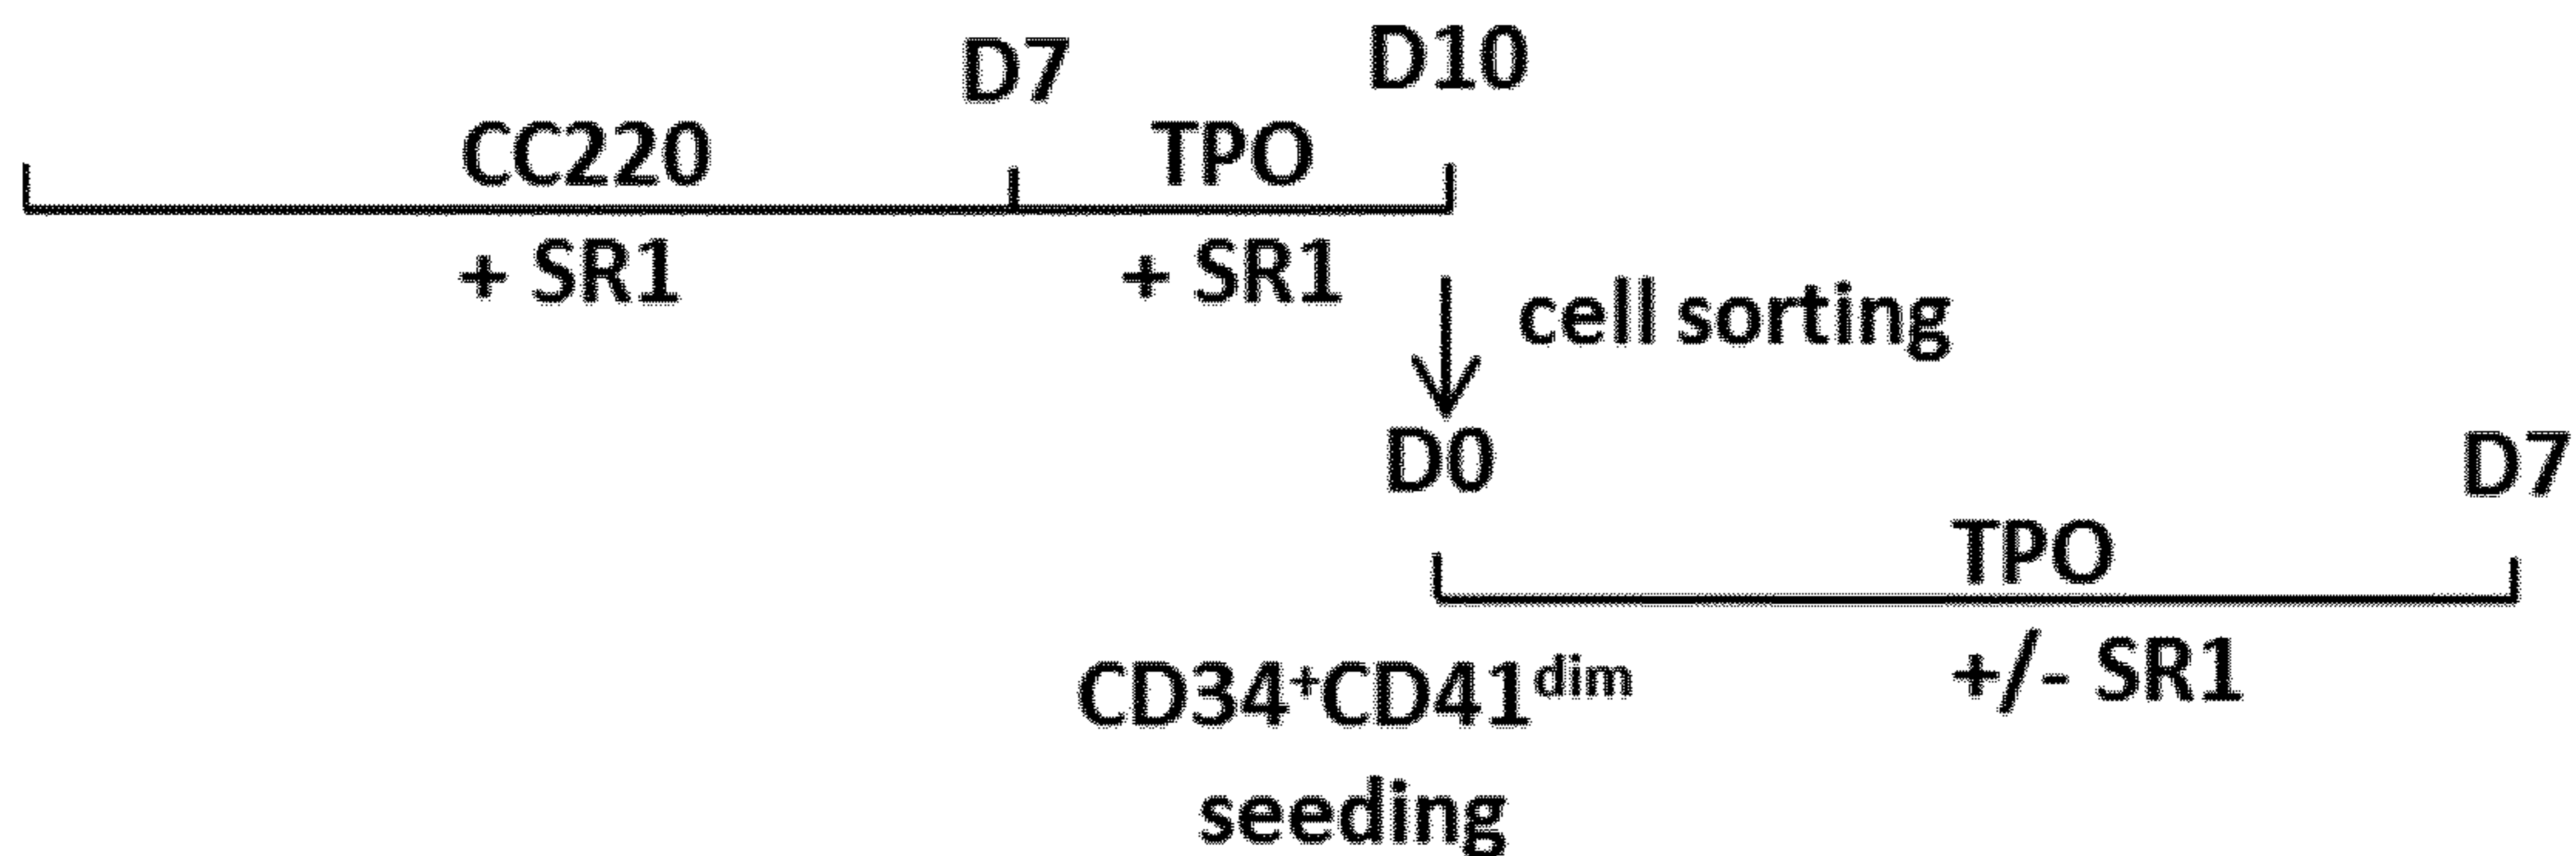 D7 D10
CC220 TPO
+ SR1 + SR1
cell sorting
D0 D7
TPO
CD34⁺CD41ᵈⁱᵐ +/- SR1
seeding